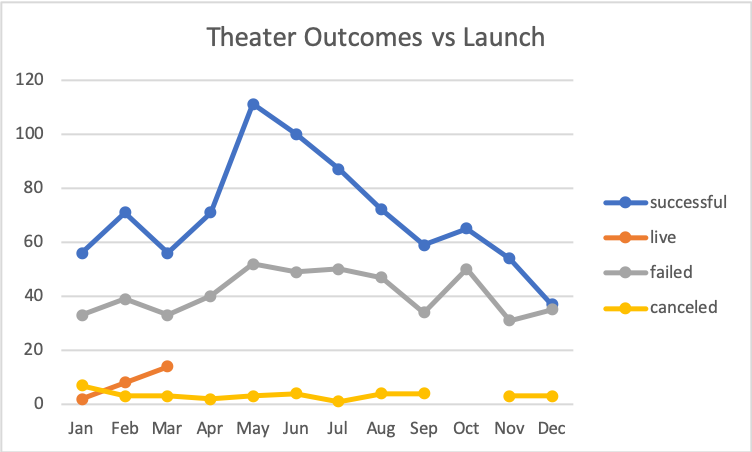 Theater Outcomes vs Launch
120
100
80
60
40
20
0
Jan Feb Mar Apr May Jun Jul Aug Sep Oct Nov Dec
successful
live
failed
canceled